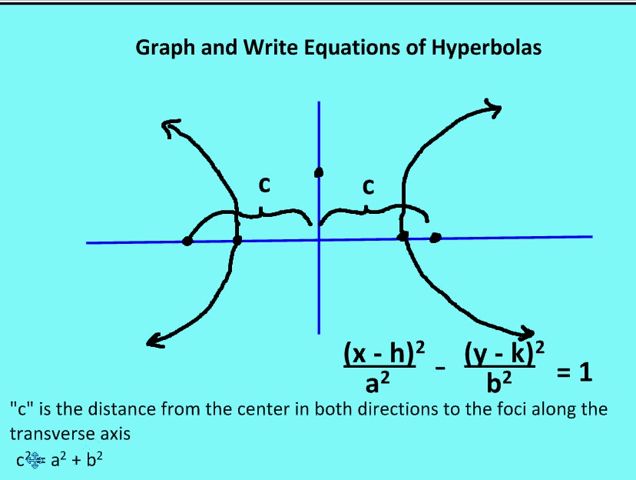 Graph and Write Equations of Hyperbolas
c c
(x - h)² / a² - (y - k)² / b² = 1
"c" is the distance from the center in both directions to the foci along the
transverse axis
c² = a² + b²